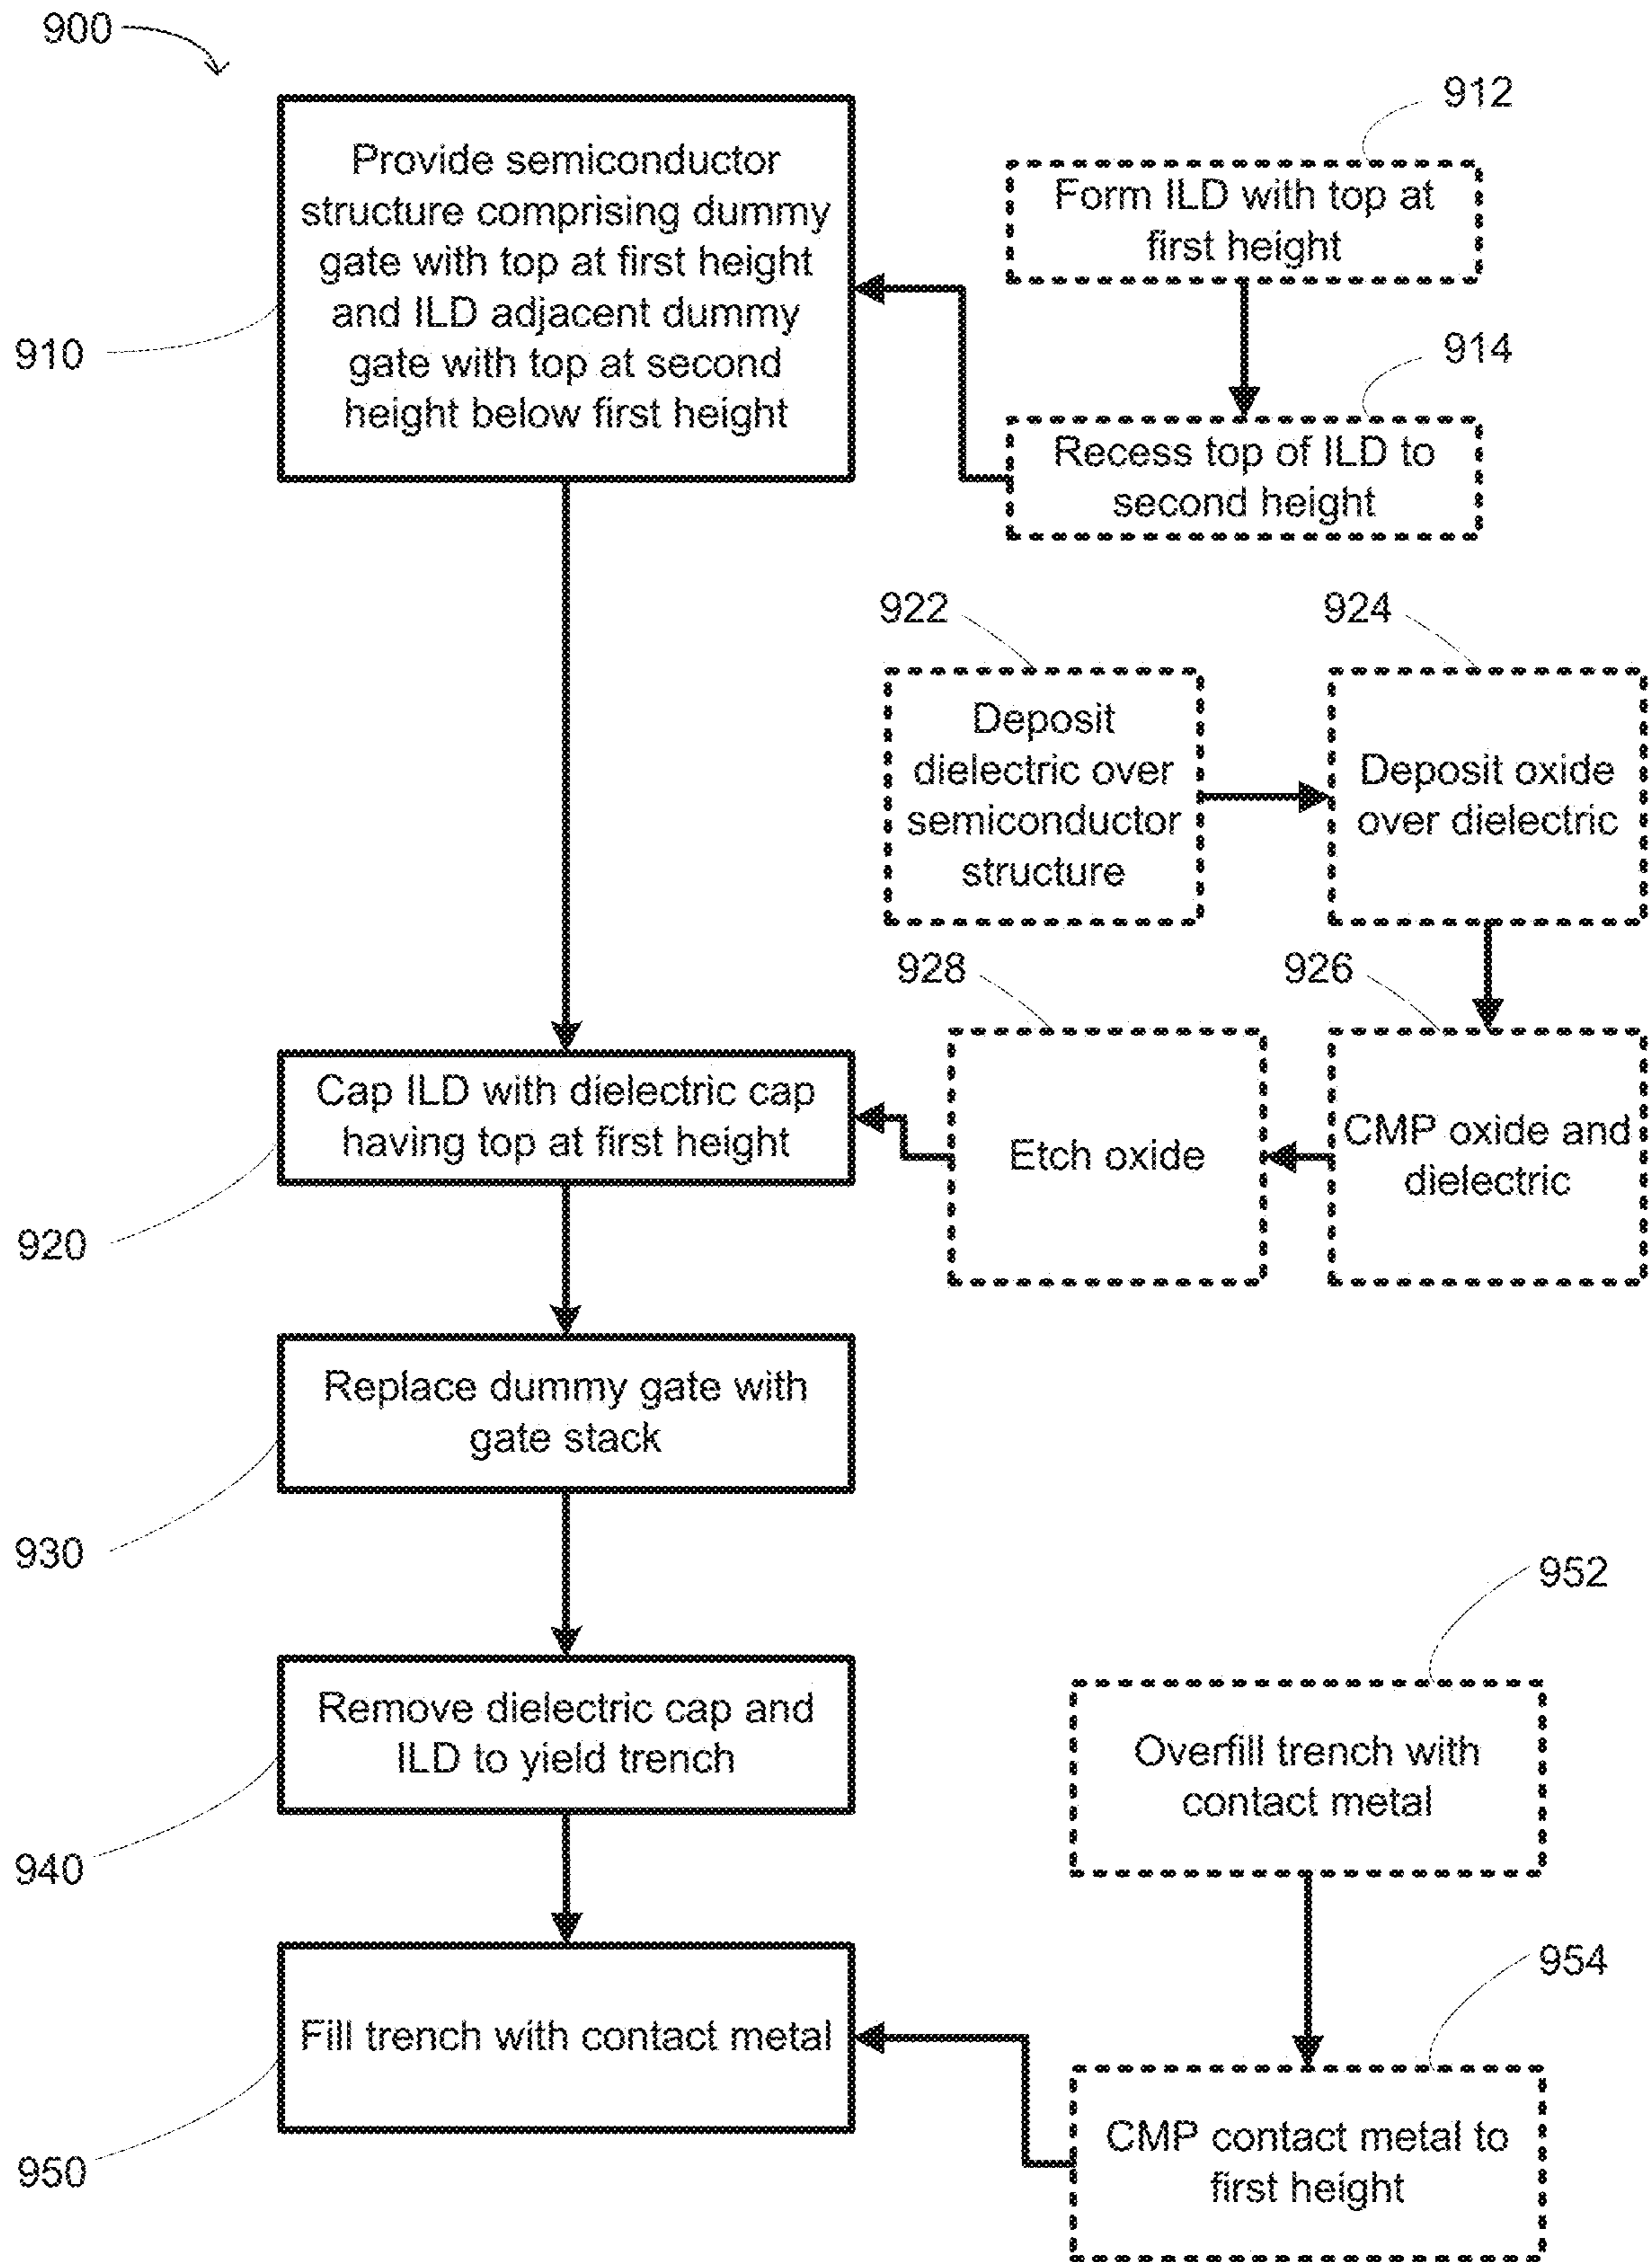 900
912
Provide semiconductor
structure comprising dummy
gate with top at first height
and ILD adjacent dummy
gate with top at second
height below first height
910
Form ILD with top at
first height
914
Recess top of ILD to
second height
922
924
Deposit
dielectric over
semiconductor
structure
Deposit oxide
over dielectric
928
926
Cap ILD with dielectric cap
having top at first height
920
Etch oxide
CMP oxide and
dielectric
Replace dummy gate with
gate stack
930
952
Remove dielectric cap and
ILD to yield trench
940
Overfill trench with
contact metal
954
Fill trench with contact metal
950
CMP contact metal to
first height